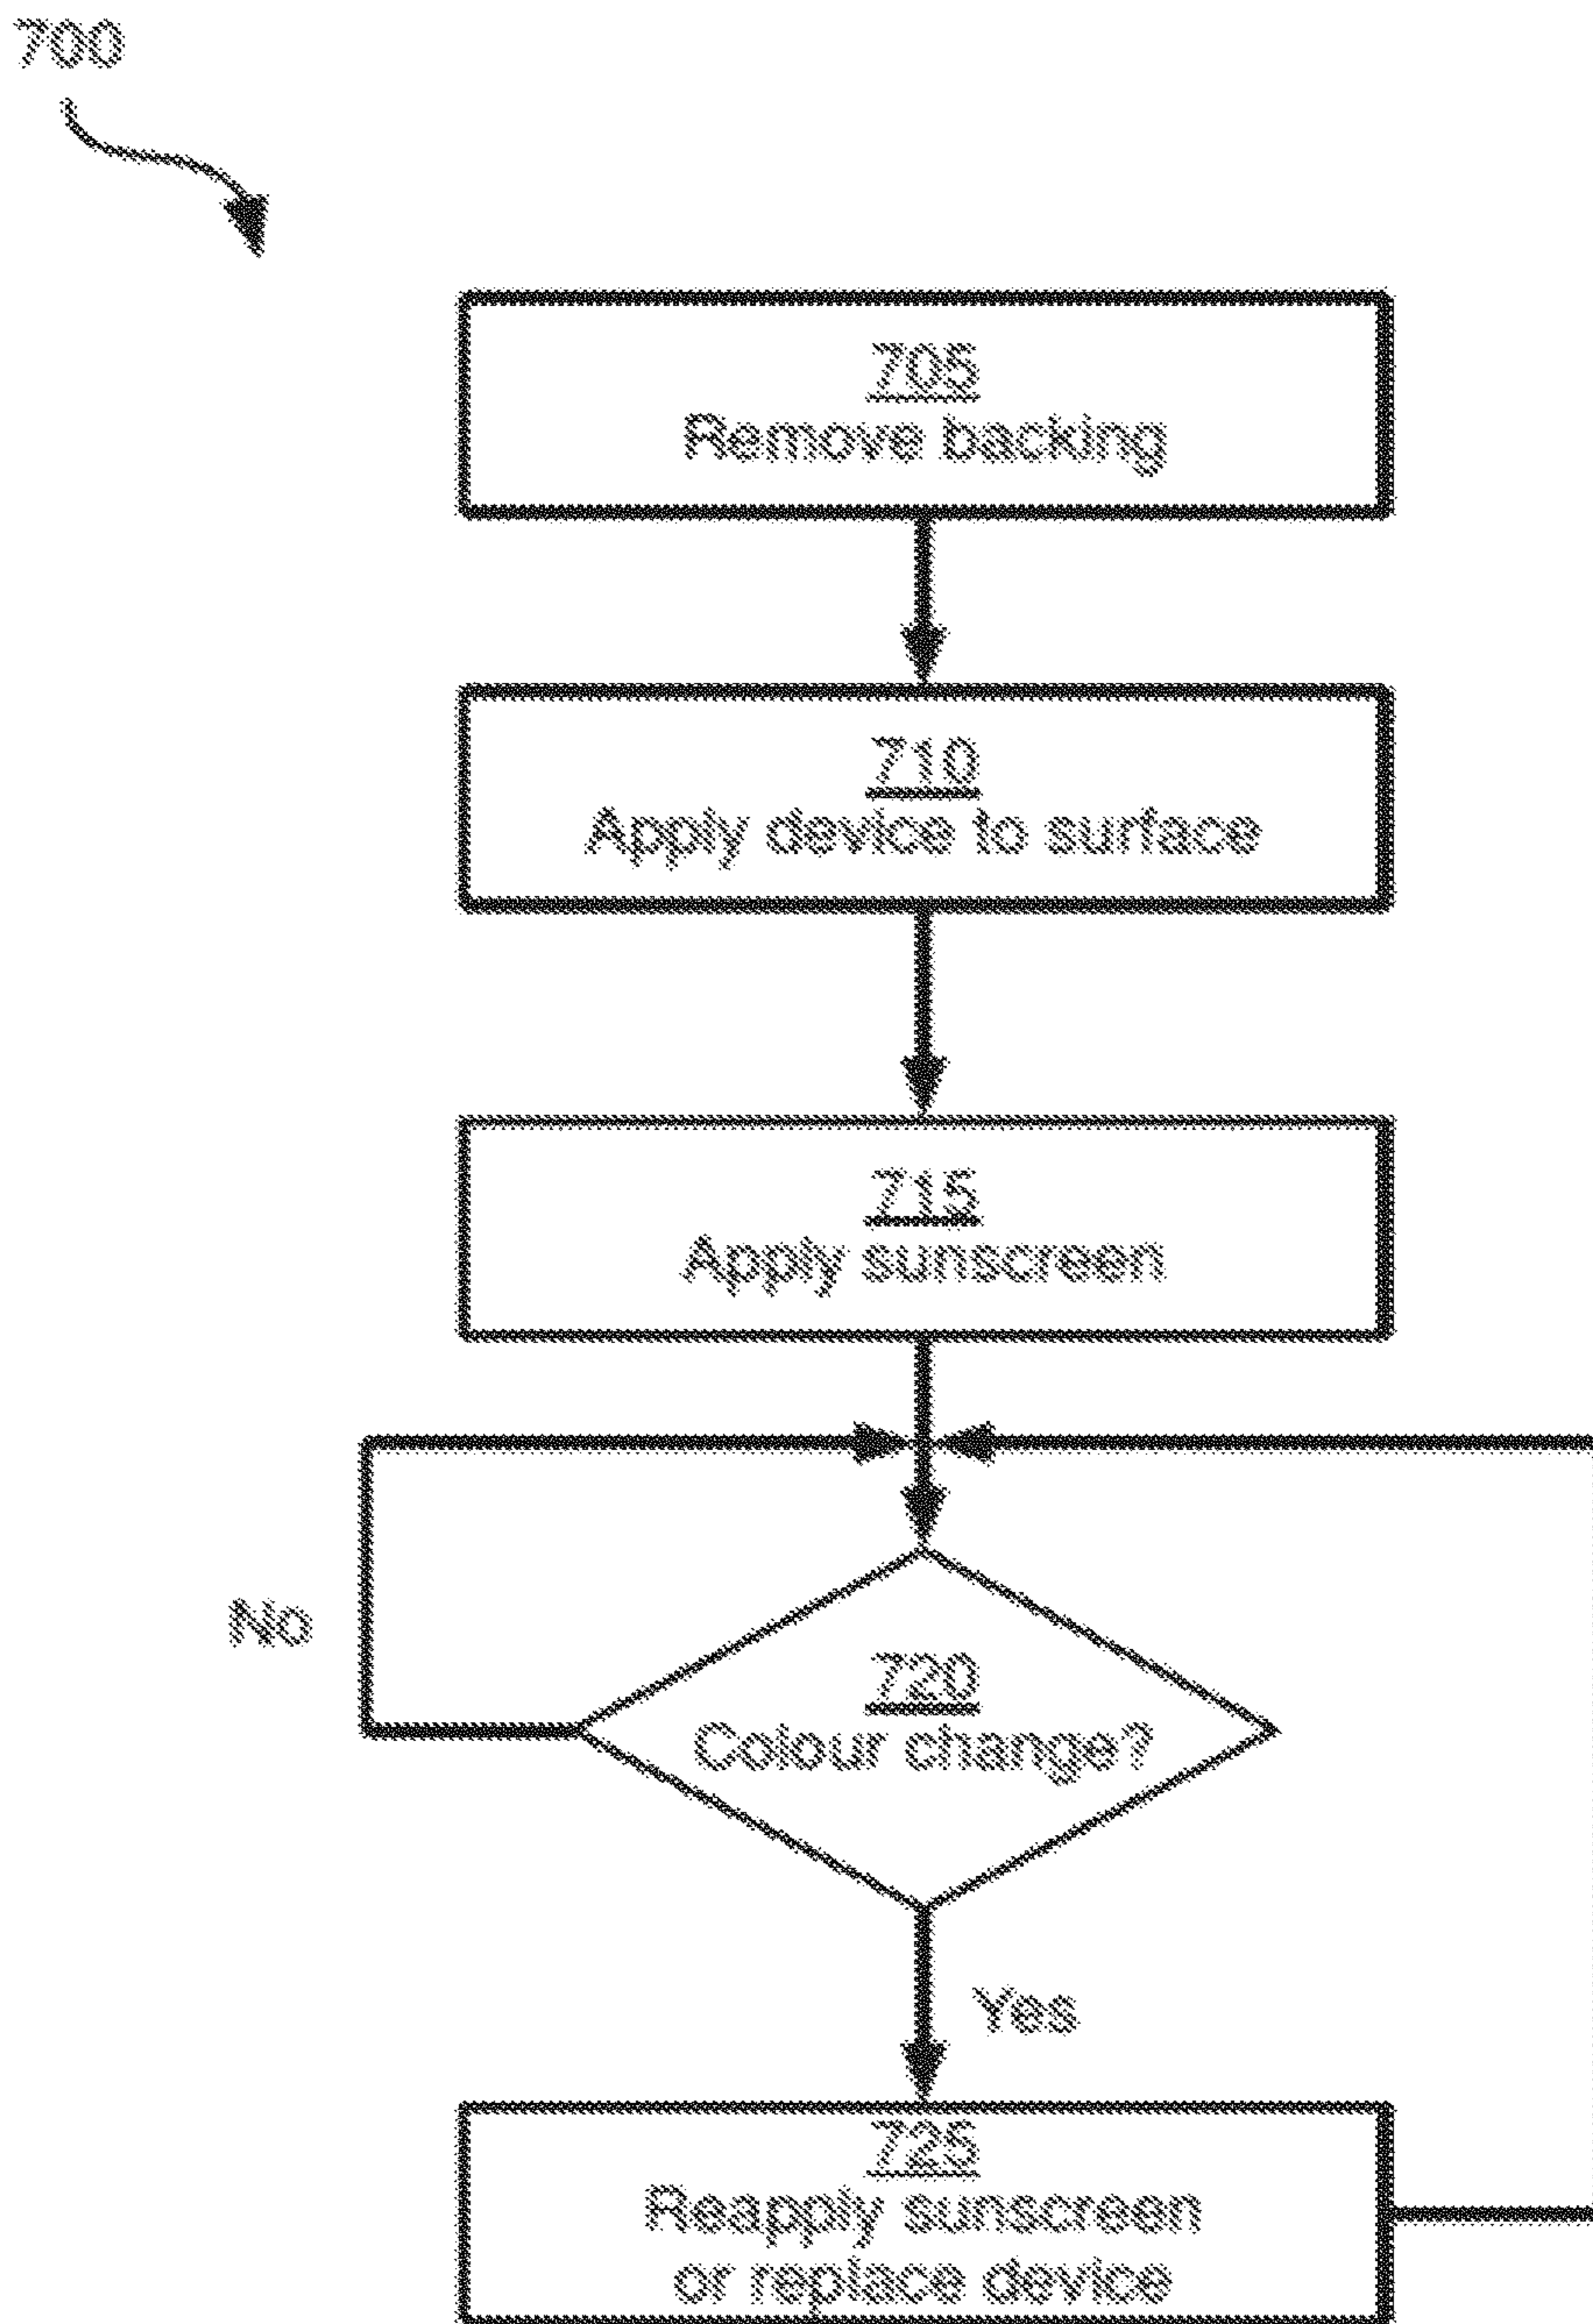 700
705
Remove backing
710
Apply device to surface
715
Apply sunscreen
No
720
Colour change?
Yes
725
Reapply sunscreen
or replace device